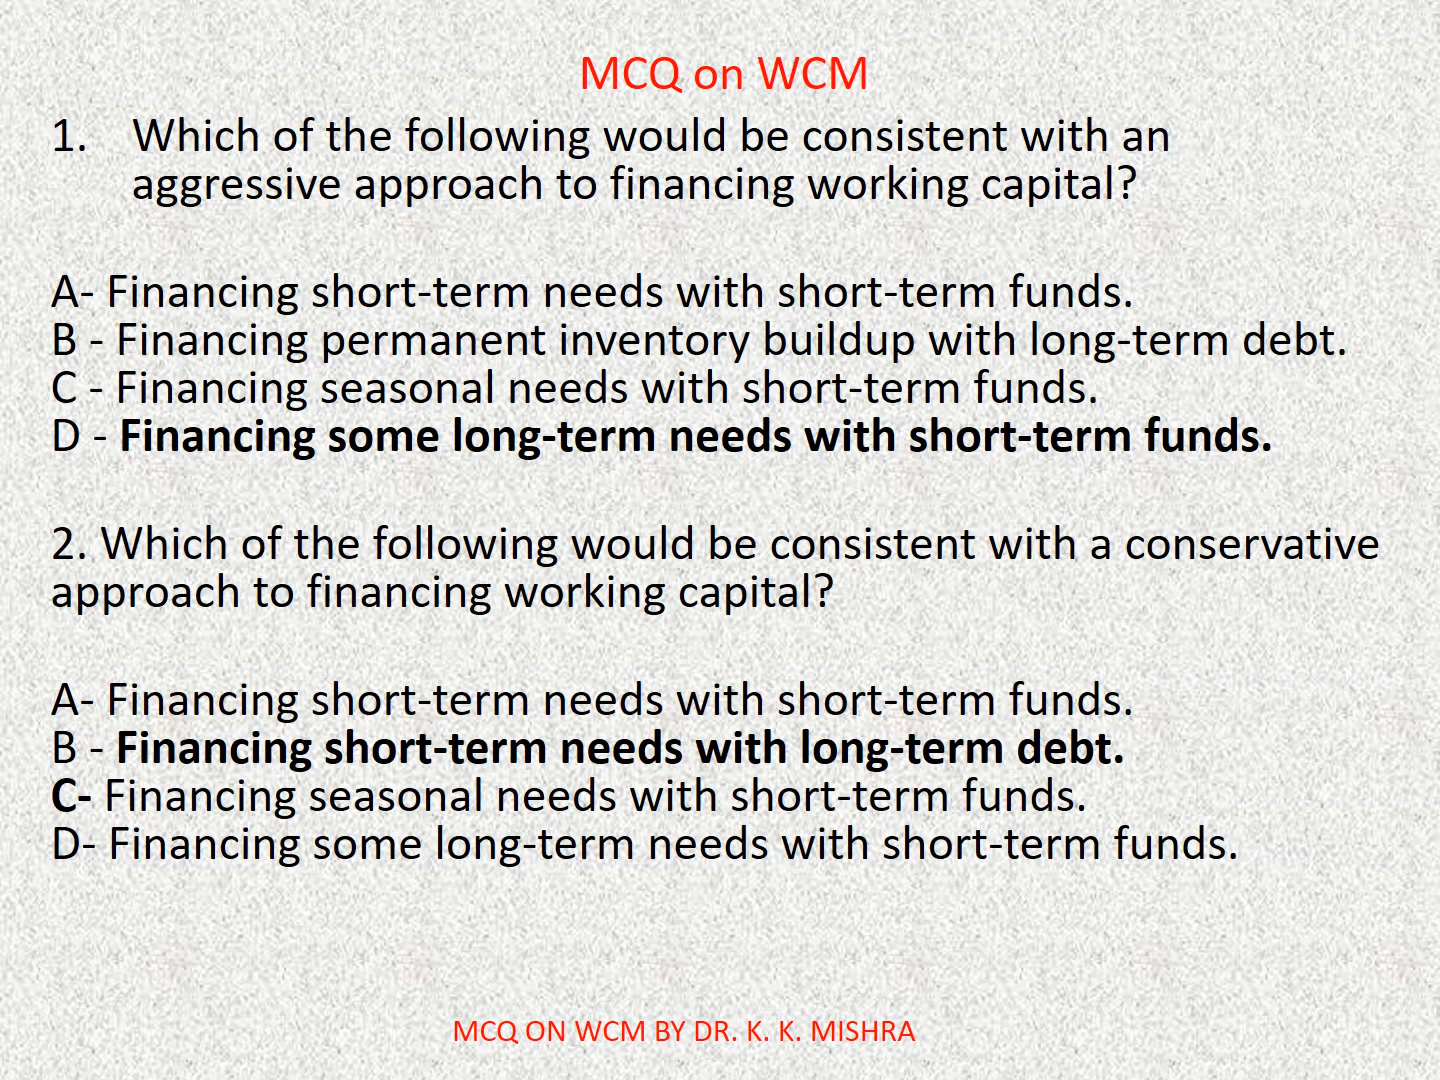 MCQ on WCM
1. Which of the following would be consistent with an
aggressive approach to financing working capital?
A- Financing short-term needs with short-term funds.
B - Financing permanent inventory buildup with long-term debt.
C - Financing seasonal needs with short-term funds.
D - Financing some long-term needs with short-term funds.
2. Which of the following would be consistent with a conservative
approach to financing working capital?
A- Financing short-term needs with short-term funds.
B - Financing short-term needs with long-term debt.
C- Financing seasonal needs with short-term funds.
D- Financing some long-term needs with short-term funds.
MCQ ON WCM BY DR. K. K. MISHRA